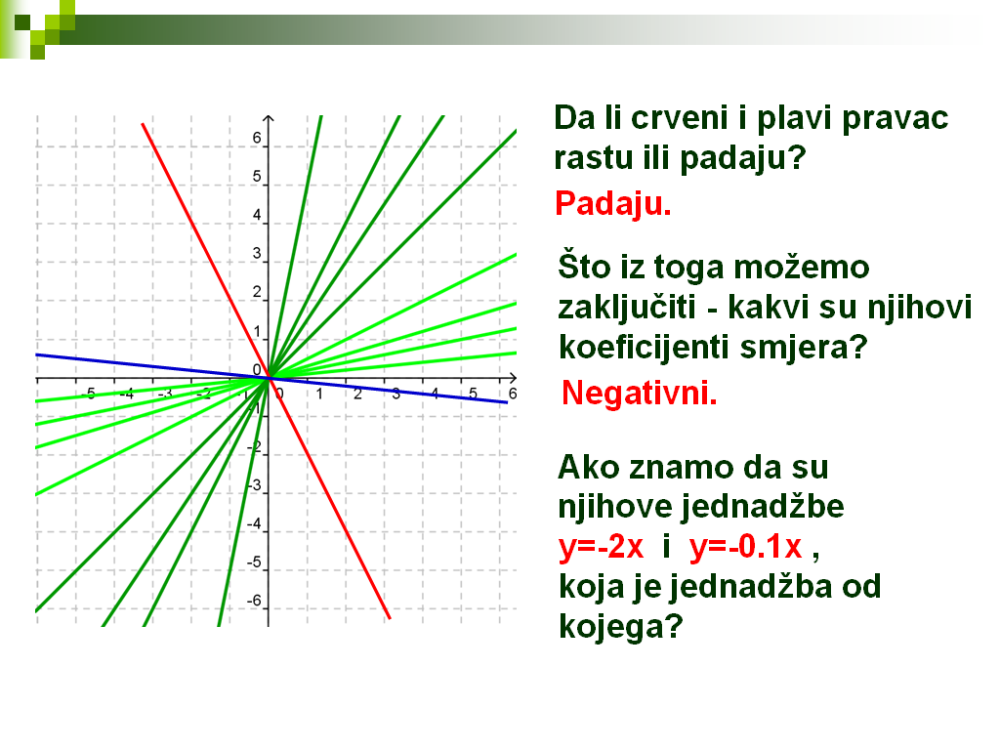 Da li crveni i plavi pravac
rastu ili padaju?
Padaju.
Što iz toga možemo
zaključiti - kakvi su njihovi
koeficijenti smjera?
Negativni.
Ako znamo da su
njihove jednadžbe
y=-2x i y=-0.1x ,
koja je jednadžba od
kojega?
6
5
4
3
2
1
0
-5 -4 -3 -2 -1 0 1 2 3 4 5 6
-1
-2
-3
-4
-5
-6